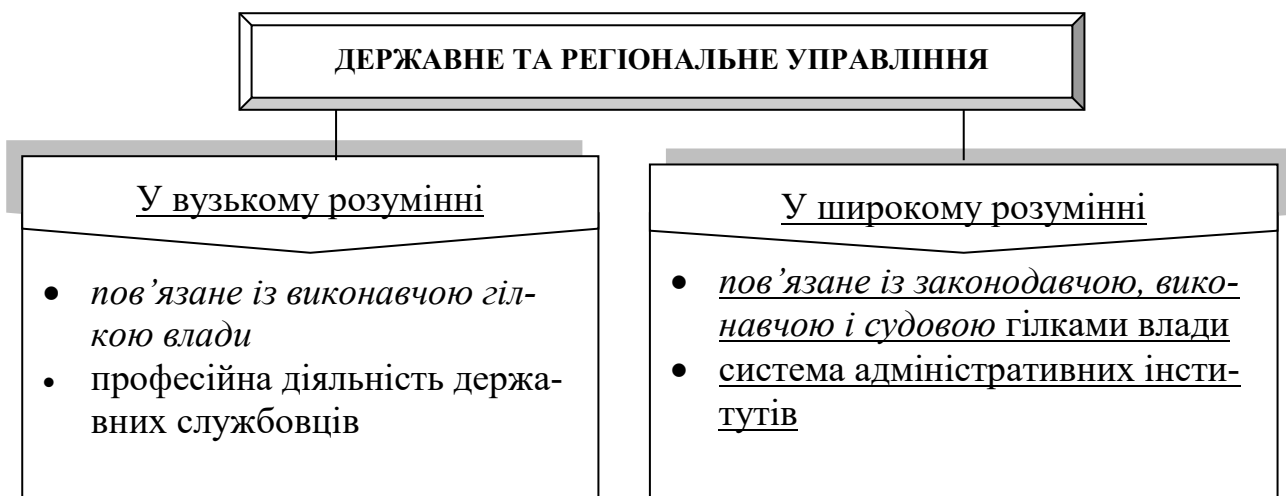 ДЕРЖАВНЕ ТА РЕГІОНАЛЬНЕ УПРАВЛІННЯ
У вузькому розумінні
• пов’язане із виконавчою гіл-
кою влади
• професійна діяльність держа-
вних службовців
У широкому розумінні
• пов’язане із законодавчою, вико-
навчою і судовою гілками влади
• система адміністративних інсти-
тутів